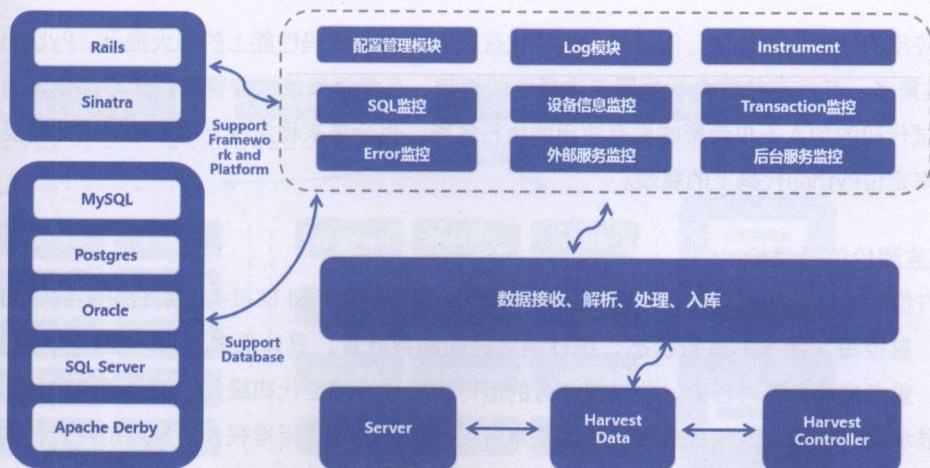 Rails
Sinatra
Support
Framewo
rk and
Platform
配置管理模块
Log模块
Instrument
SQL监控
设备信息监控
Transaction监控
Error监控
外部服务监控
后台服务监控
MySQL
Postgres
Oracle
SQL Server
Apache Derby
Support
Database
数据接收、解析、处理、入库
Server
Harvest
Data
Harvest
Controller